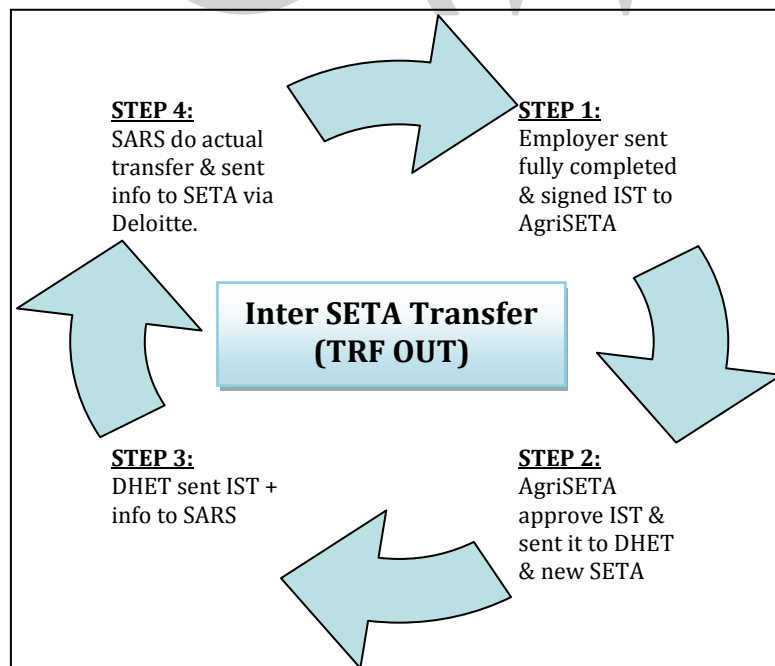 STEP 1:
Employer sent
fully completed
& signed IST to
AgriSETA
STEP 2:
AgriSETA
approve IST &
sent it to DHET
& new SETA
STEP 3:
DHET sent IST +
info to SARS
STEP 4:
SARS do actual
transfer & sent
info to SETA via
Deloitte.
Inter SETA Transfer
(TRF OUT)